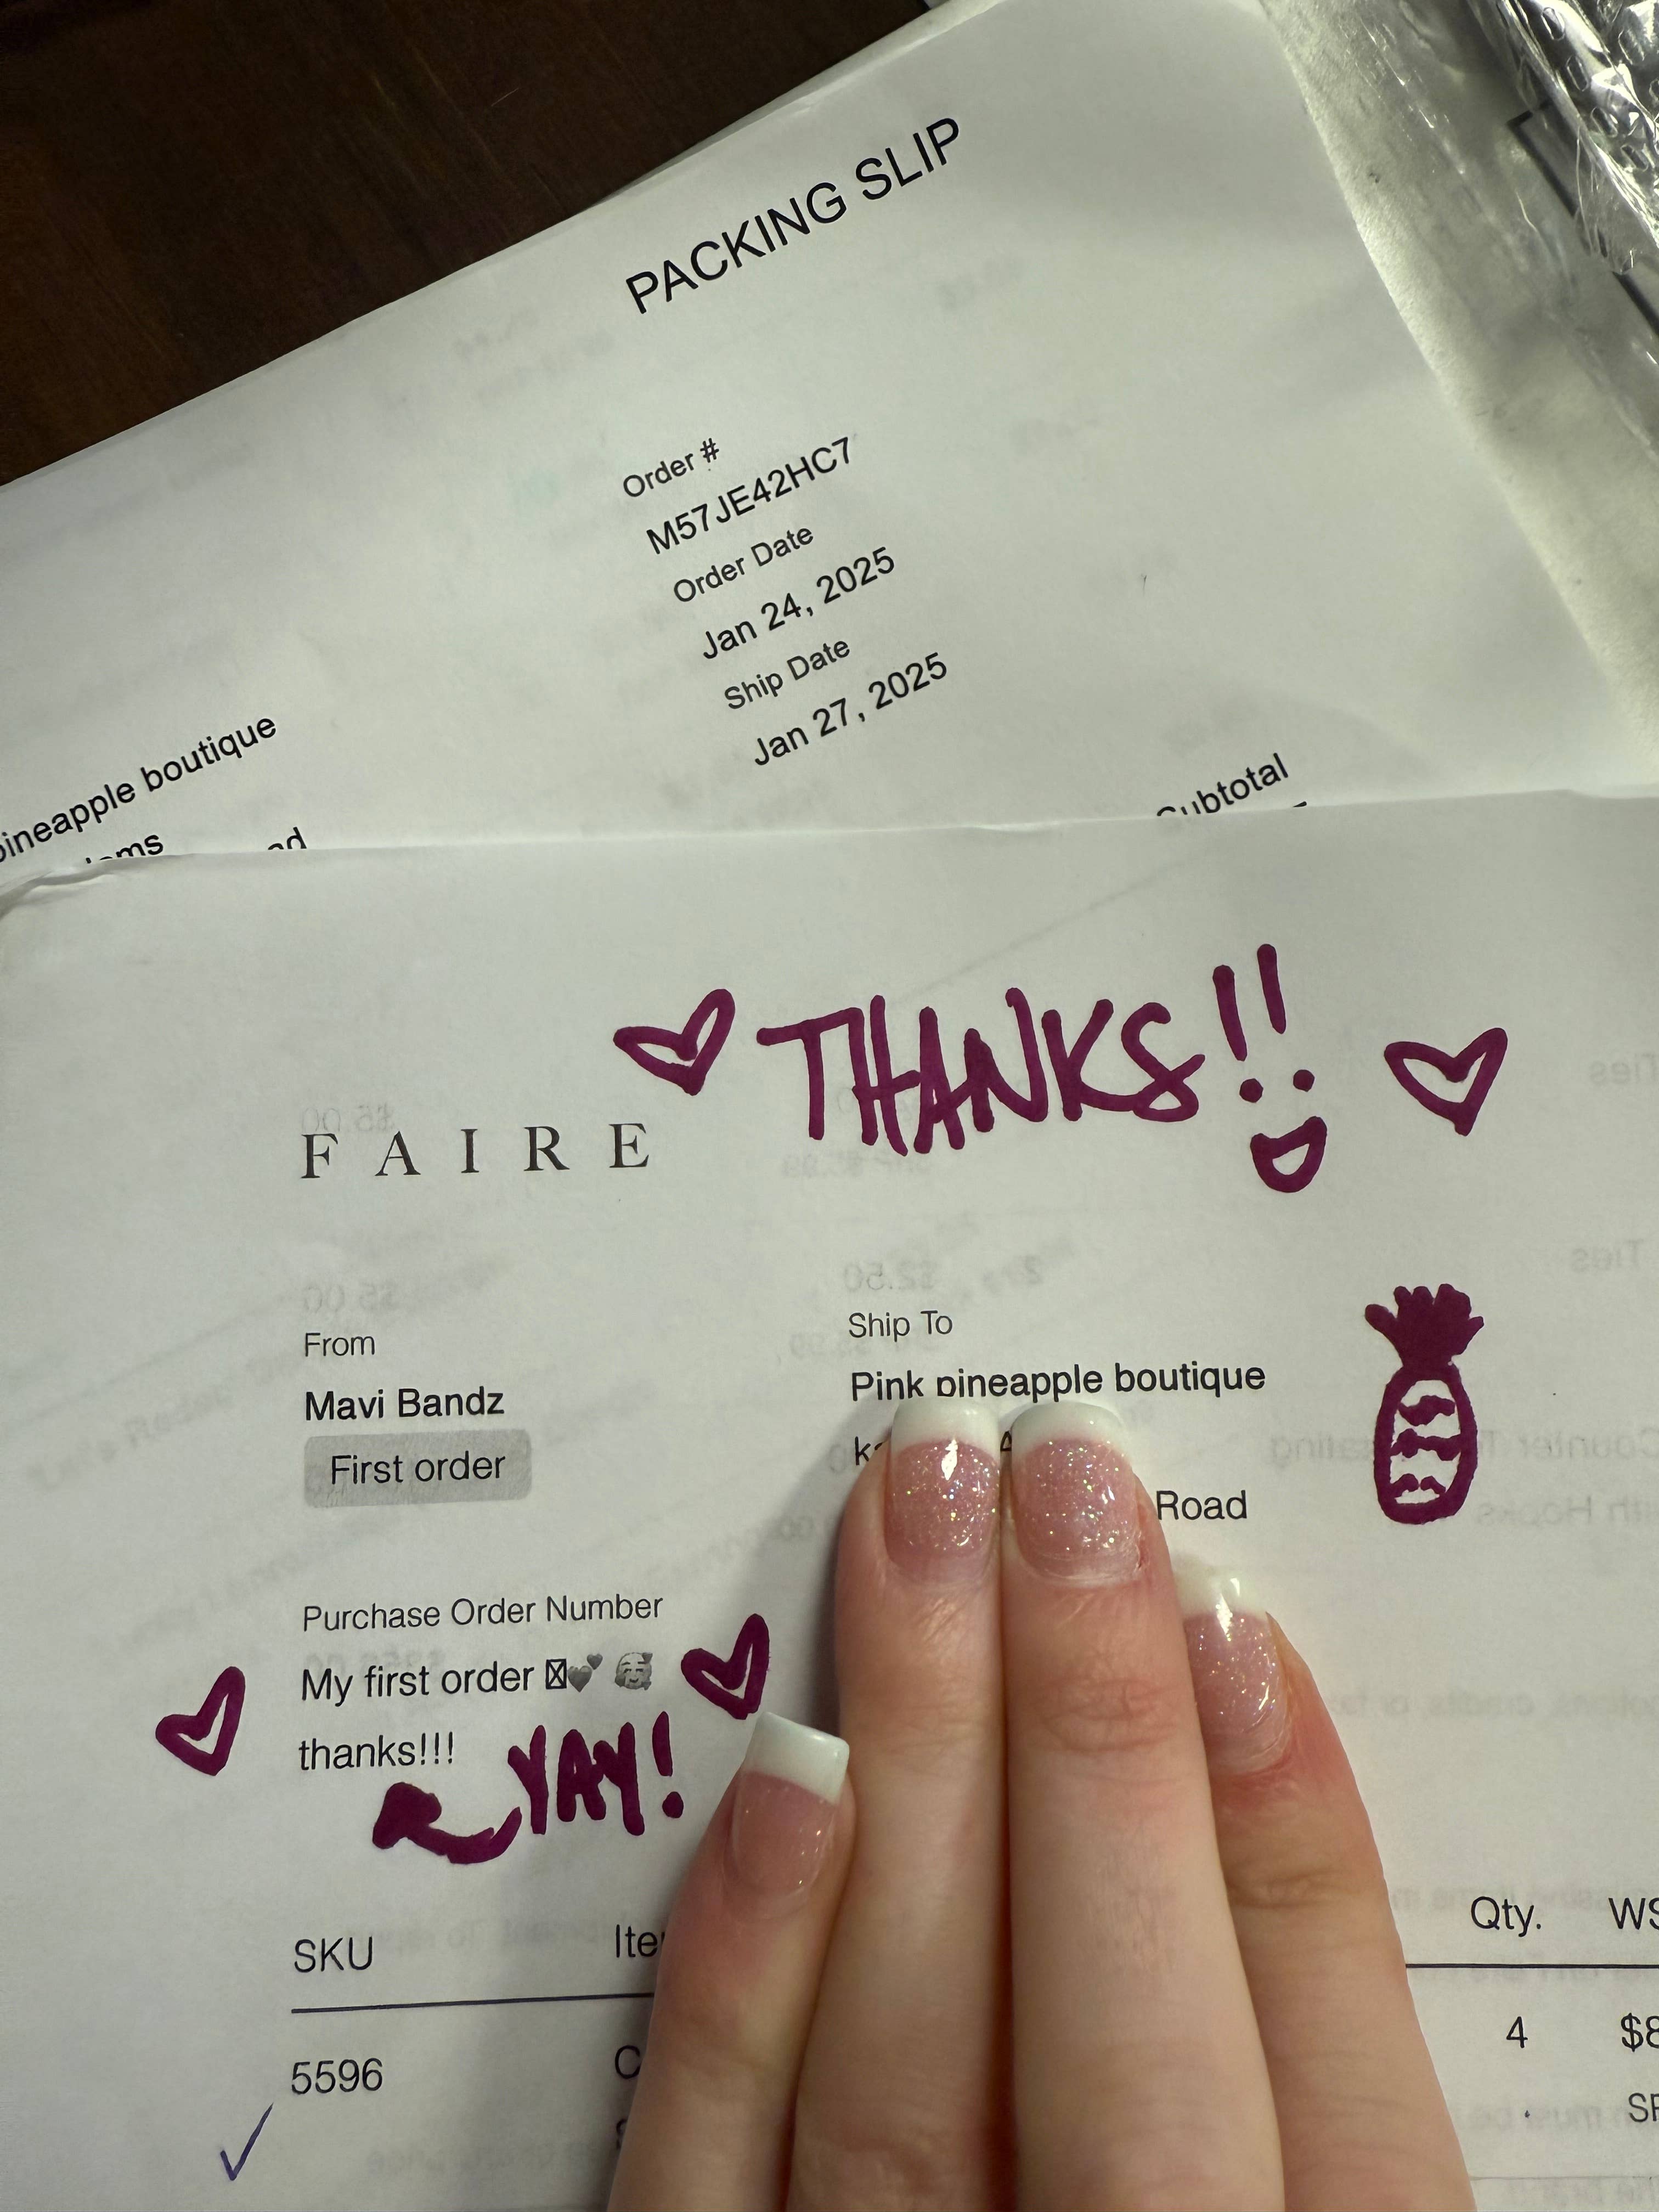 PACKING SLIP
Order #
M57JE42HC7
Order Date
Jan 24, 2025
Ship Date
Jan 27, 2025
pineapple boutique
Subtotal
THANKS!!
FAIRE
From
Mavi Bandz
First order
Ship To
Pink pineapple boutique
Road
Purchase Order Number
My first order 💕 🥰
thanks!!!
YAY!
SKU
Qty.
5596
4